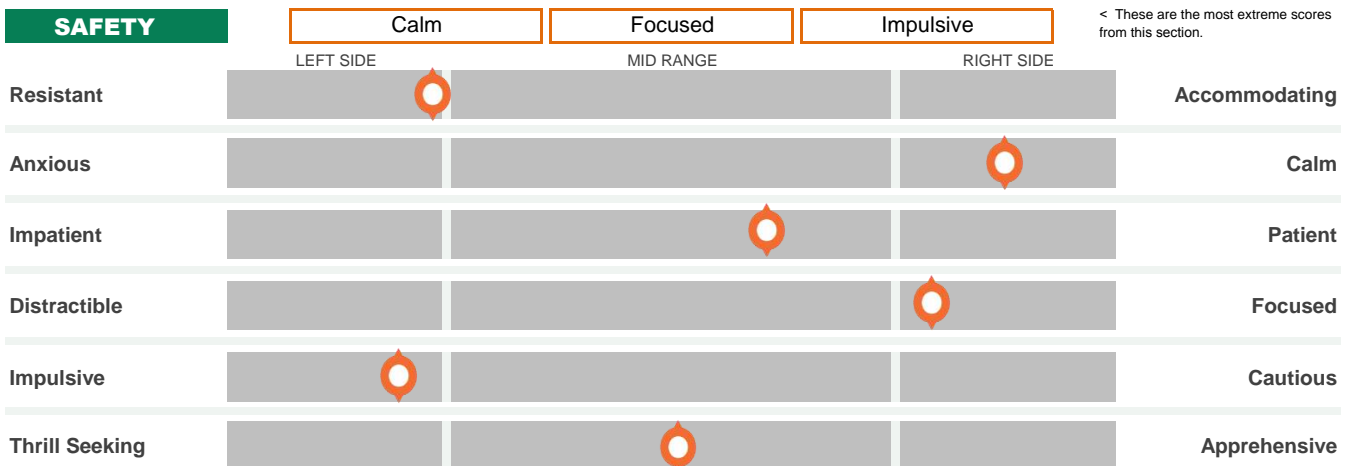 SAFETY
Calm
Focused
Impulsive
< These are the most extreme scores
from this section.
LEFT SIDE
MID RANGE
RIGHT SIDE
Resistant
Accommodating
Anxious
Calm
Impatient
Patient
Distractible
Focused
Impulsive
Cautious
Thrill Seeking
Apprehensive